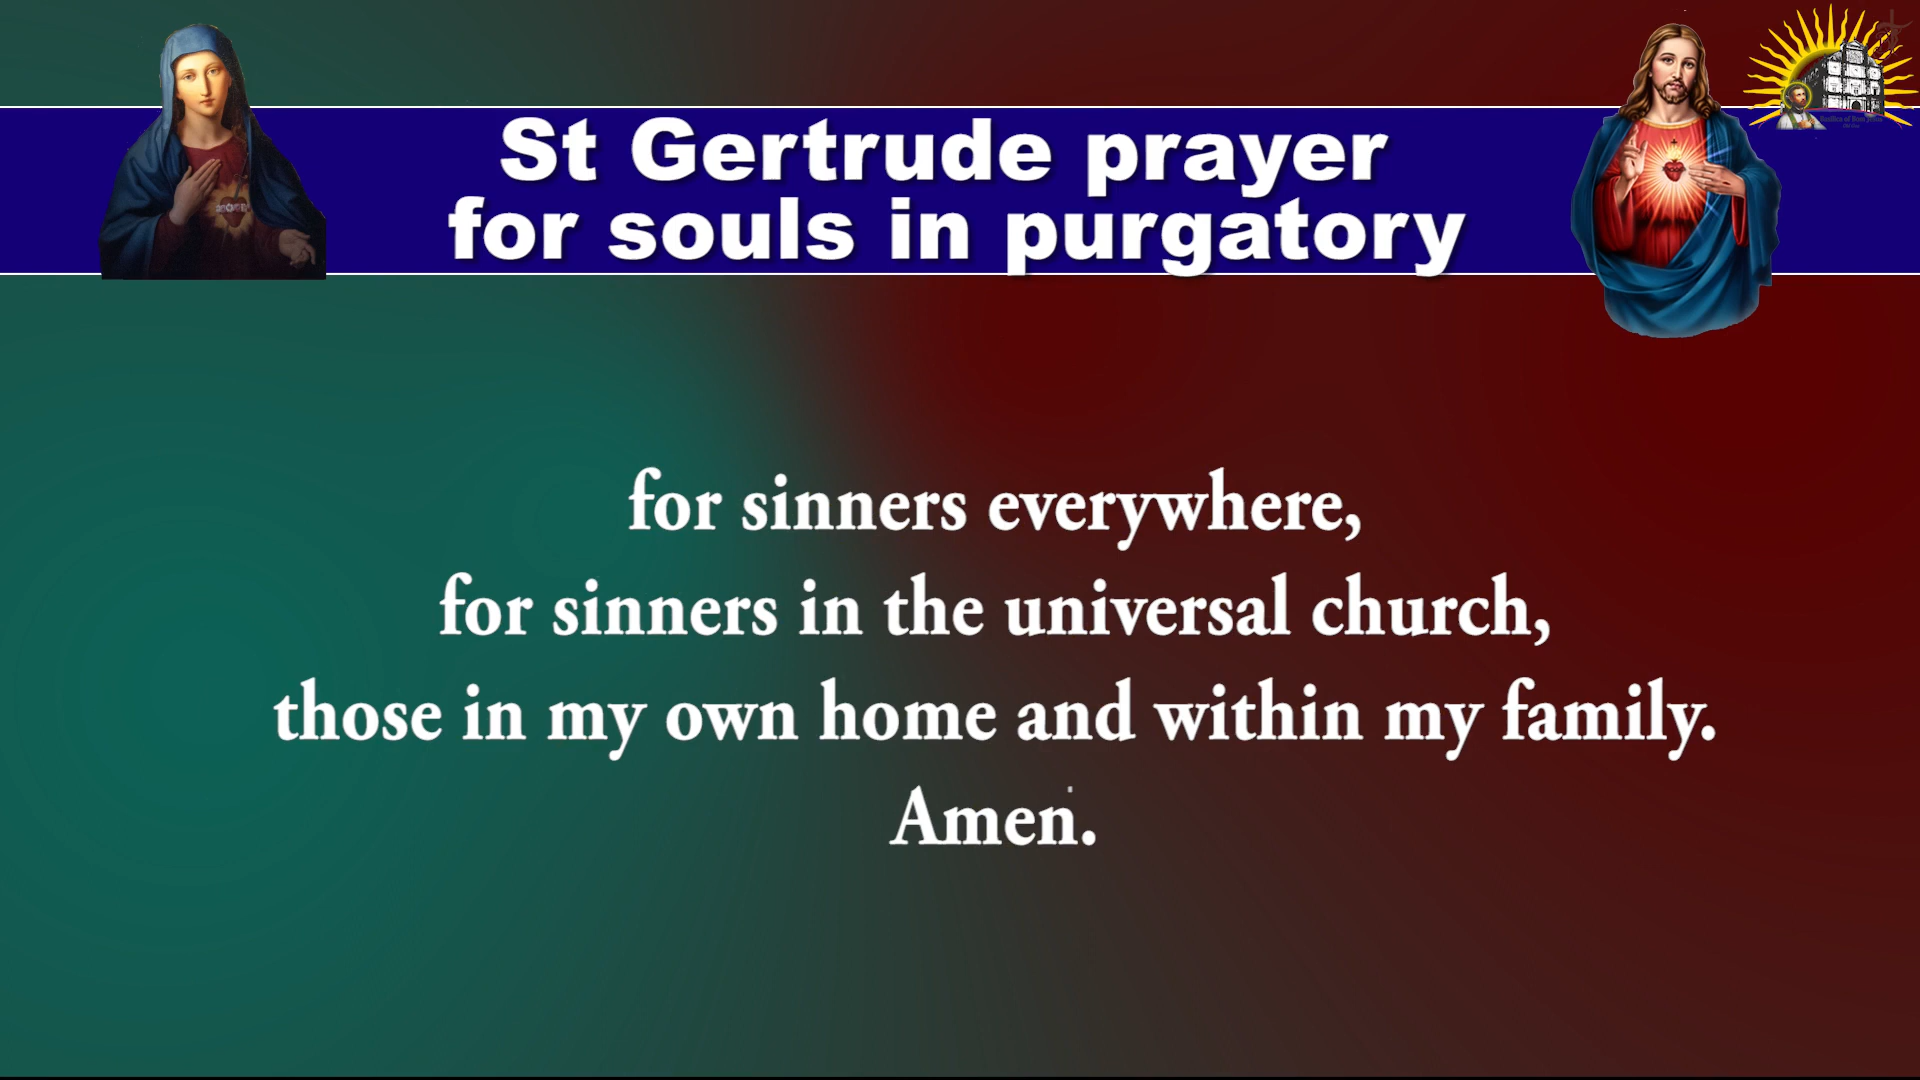 St Gertrude prayer
for souls in purgatory
for sinners everywhere,
for sinners in the universal church,
those in my own home and within my family.
Amen.